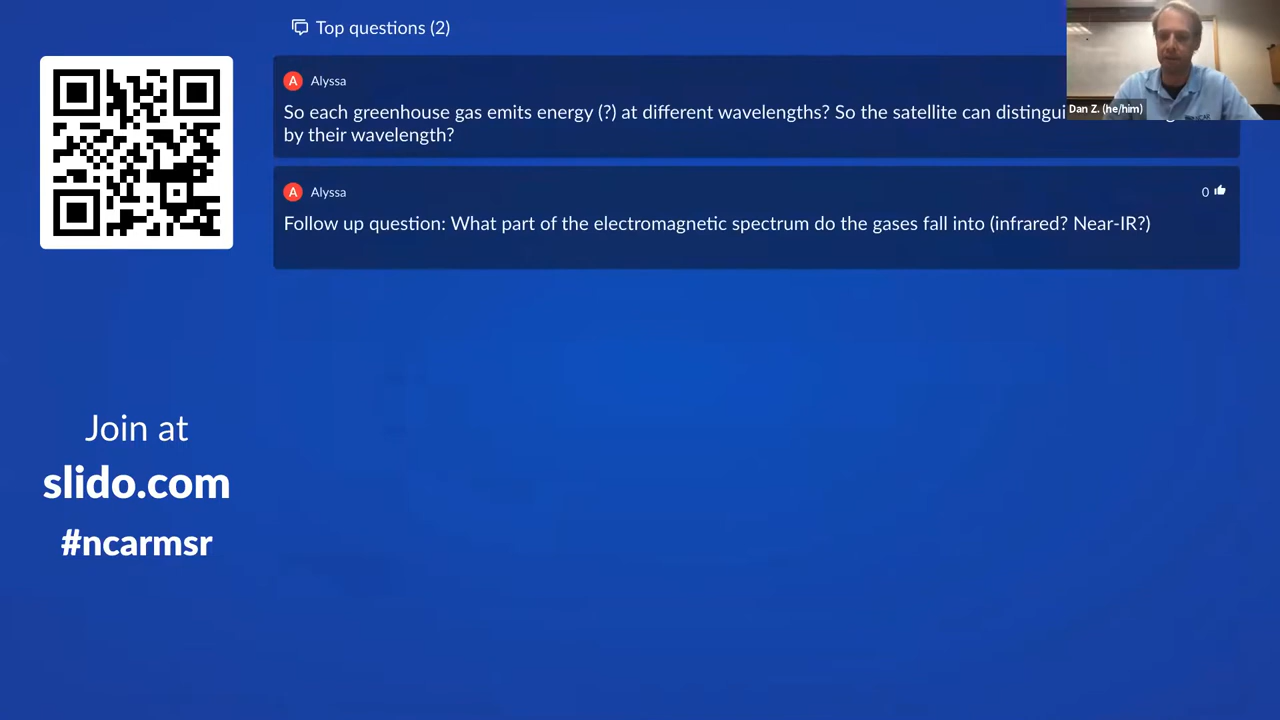 Top questions (2)
A Alyssa
So each greenhouse gas emits energy (?) at different wavelengths? So the satellite can
by their wavelength?
A Alyssa
0
Follow up question: What part of the electromagnetic spectrum do the gases fall into (infrared? Near-IR?)
Dan Z. (he/him)
Join at
slido.com
#ncarmsr